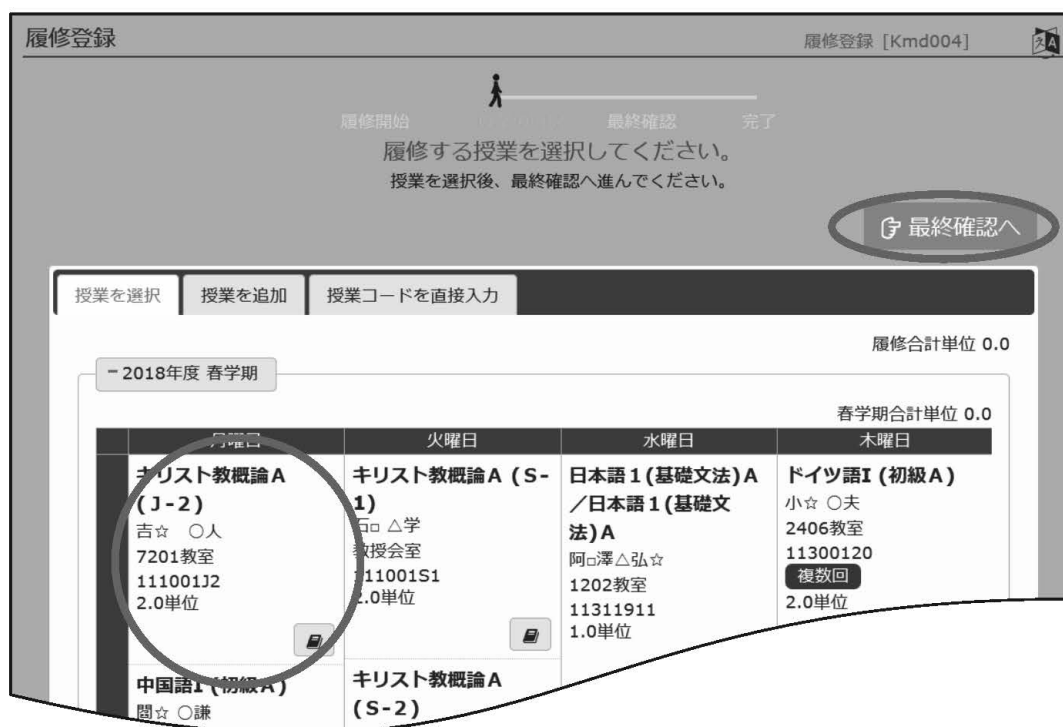 履修登録
履修登録 [Kmd004]
履修開始
最終確認
完了
履修する授業を選択してください。
授業を選択後、最終確認へ進んでください。
最終確認へ
授業を選択 授業を追加 授業コードを直接入力
履修合計単位 0.0
－2018年度 春学期
春学期合計単位 0.0
月曜日 火曜日 水曜日 木曜日
キリスト教概論A
(J-2)
吉☆ ○人
7201教室
111001J2
2.0単位
中国語I (初級A)
閻☆ ○謙
キリスト教概論A (S-
1)
石□ △学
教授会室
111001S1
2.0単位
キリスト教概論A
(S-2)
日本語1(基礎文法)A
／日本語1(基礎文
法)A
阿□澤△弘☆
1202教室
11311911
1.0単位
ドイツ語I (初級A)
小☆ ○夫
2406教室
11300120
複数回
2.0単位